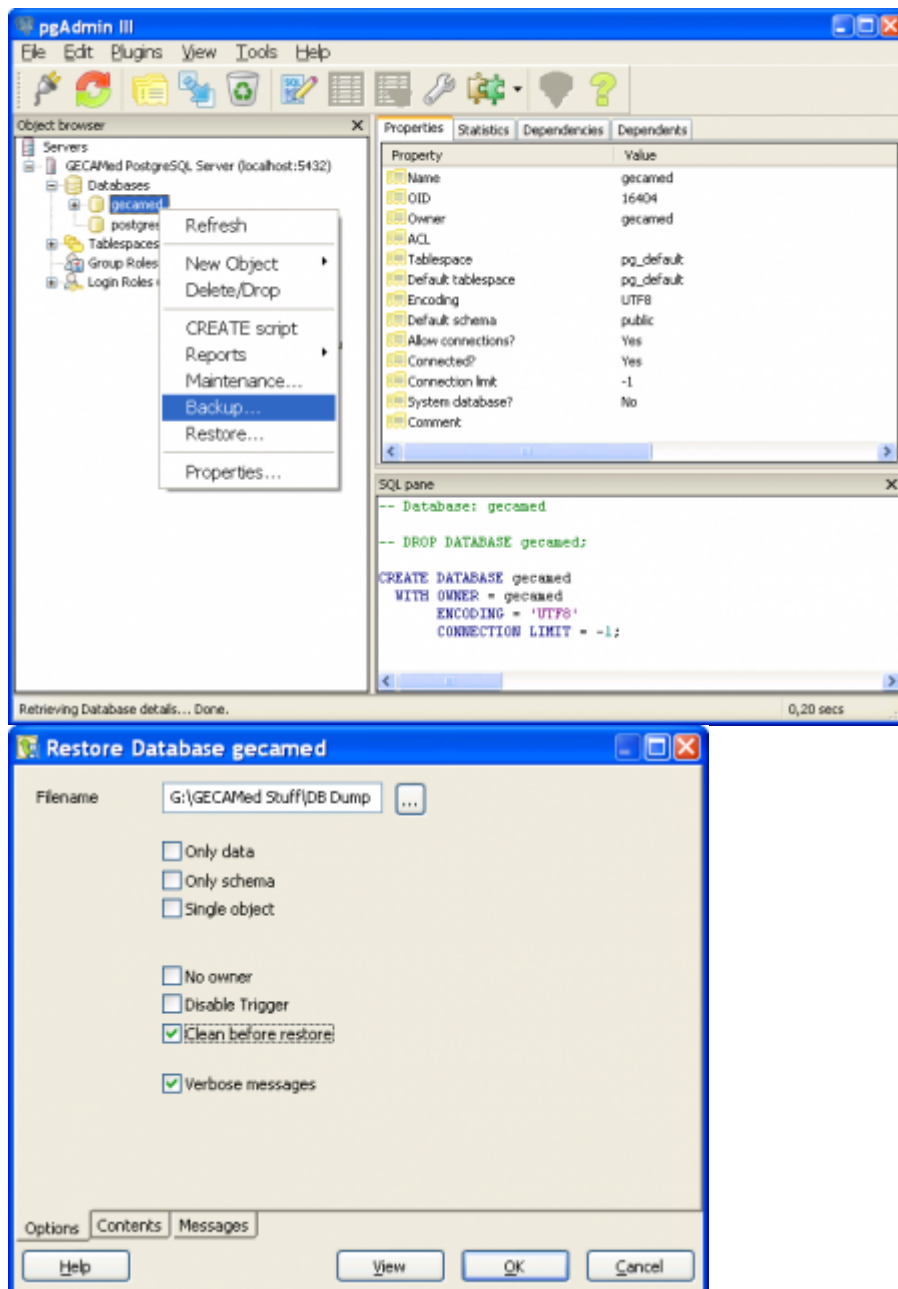 pgAdmin III
File Edit Plugins View Tools Help
SQL
Object browser
Servers
GECAMed PostgreSQL Server (localhost:5432)
Databases
gecamed
postgres
Tablespaces
Group Roles
Login Roles
Refresh
New Object
Delete/Drop
CREATE script
Reports
Maintenance...
Backup...
Restore...
Properties...
Properties Statistics Dependencies Dependents
Property Value
Name gecamed
OID 16404
Owner gecamed
ACL
Tablespace pg_default
Default tablespace pg_default
Encoding UTF8
Default schema public
Allow connections? Yes
Connected? Yes
Connection limit -1
System database? No
Comment
SQL pane
-- Database: gecamed
-- DROP DATABASE gecamed;
CREATE DATABASE gecamed
WITH OWNER = gecamed
ENCODING = 'UTF8'
CONNECTION LIMIT = -1;
Retrieving Database details... Done. 0,20 secs
Restore Database gecamed
Filename G:\GECAMed Stuff\DB Dump ...
Only data
Only schema
Single object
No owner
Disable Trigger
Clean before restore
Verbose messages
Options Contents Messages
Help View OK Cancel